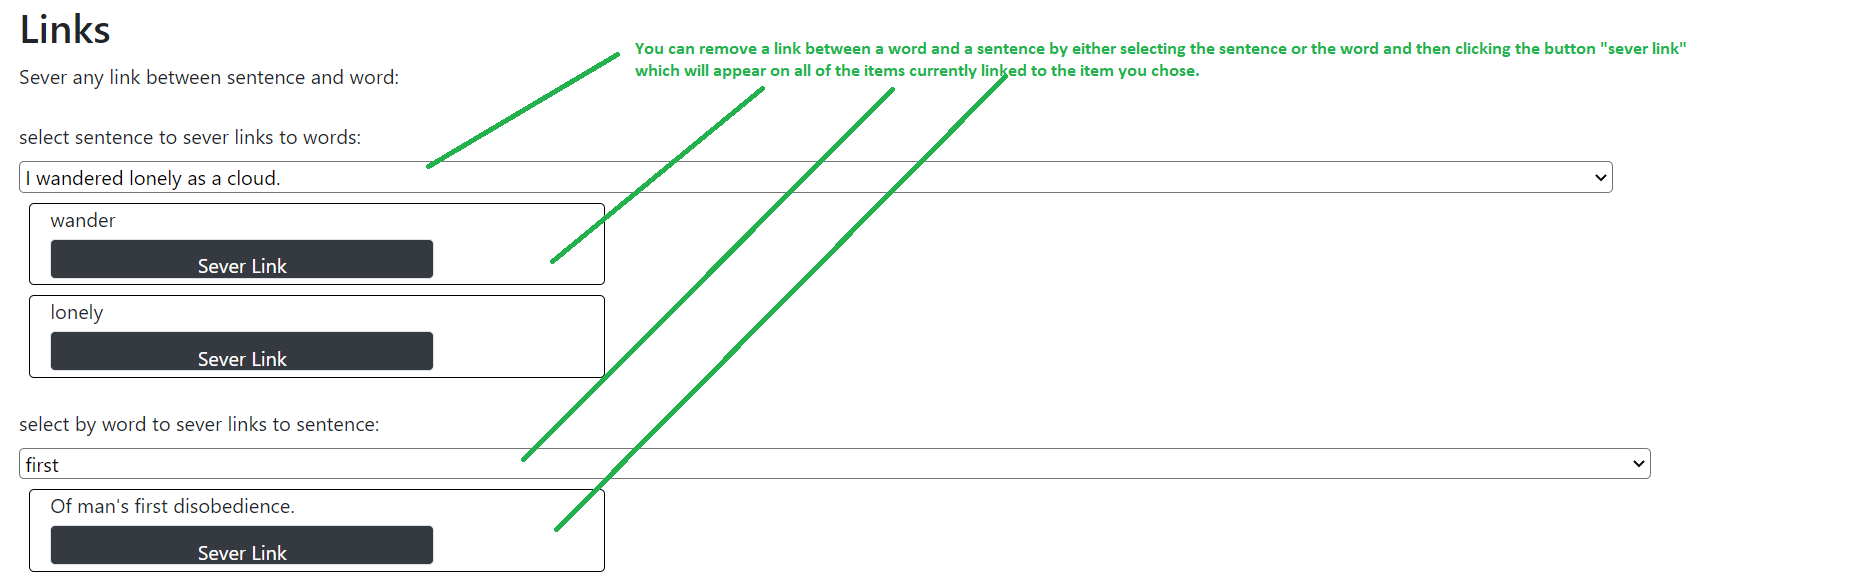 Links
You can remove a link between a word and a sentence by either selecting the sentence or the word and then clicking the button "sever link"
which will appear on all of the items currently linked to the item you chose.
Sever any link between sentence and word:
select sentence to sever links to words:
I wandered lonely as a cloud.
wander
Sever Link
lonely
Sever Link
select by word to sever links to sentence:
first
Of man's first disobedience.
Sever Link